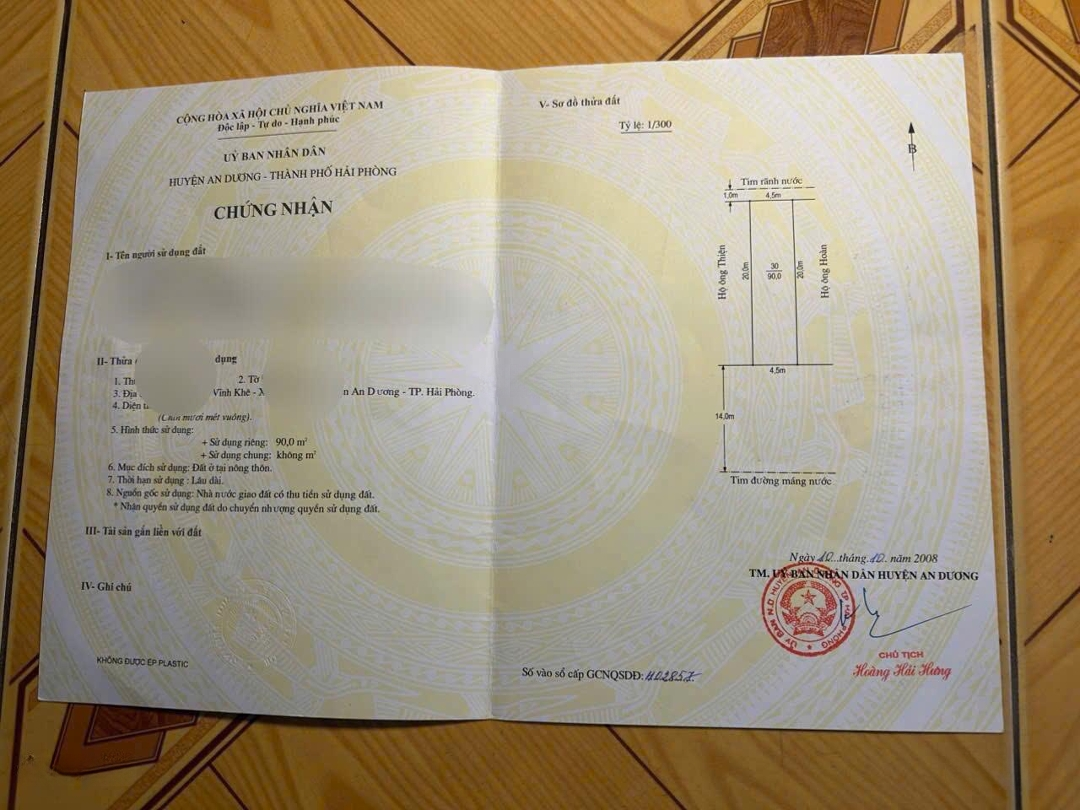 CỘNG HÒA XÃ HỘI CHỦ NGHĨA VIỆT NAM
Độc lập - Tự do - Hạnh phúc
UỶ BAN NHÂN DÂN
HUYỆN AN DƯƠNG - THÀNH PHỐ HẢI PHÒNG
CHỨNG NHẬN
I- Tên người sử dụng đất
II- Thửa dụng
1. 2. Tờ
3. Địa Vĩnh Khê - An Dương - TP. Hải Phòng.
4. Diện
mươi mét vuông).
5. Hình thức sử dụng:
+ Sử dụng riêng: 90,0 m²
+ Sử dụng chung: không m²
6. Mục đích sử dụng: Đất ở tại nông thôn.
7. Thời hạn sử dụng : Lâu dài.
8. Nguồn gốc sử dụng: Nhà nước giao đất có thu tiền sử dụng đất.
* Nhận quyền sử dụng đất do chuyển nhượng quyền sử dụng đất.
III- Tài sản gắn liền với đất
IV- Ghi chú
KHÔNG ĐƯỢC ÉP PLASTIC
V- Sơ đồ thửa đất
Tỷ lệ: 1/300
B
Tim rãnh nước
1,0m
4,5m
Hộ ông Thiện
20,0m
30
90,0
20,0m
Hộ ông Hoàn
4,5m
14,0m
Tim đường máng nước
Ngày 10 tháng 10 năm 2008
TM. UỶ BAN NHÂN DÂN HUYỆN AN DƯƠNG
CHỦ TỊCH
Hoàng Hải Hưng
Số vào sổ cấp GCNQSDĐ: